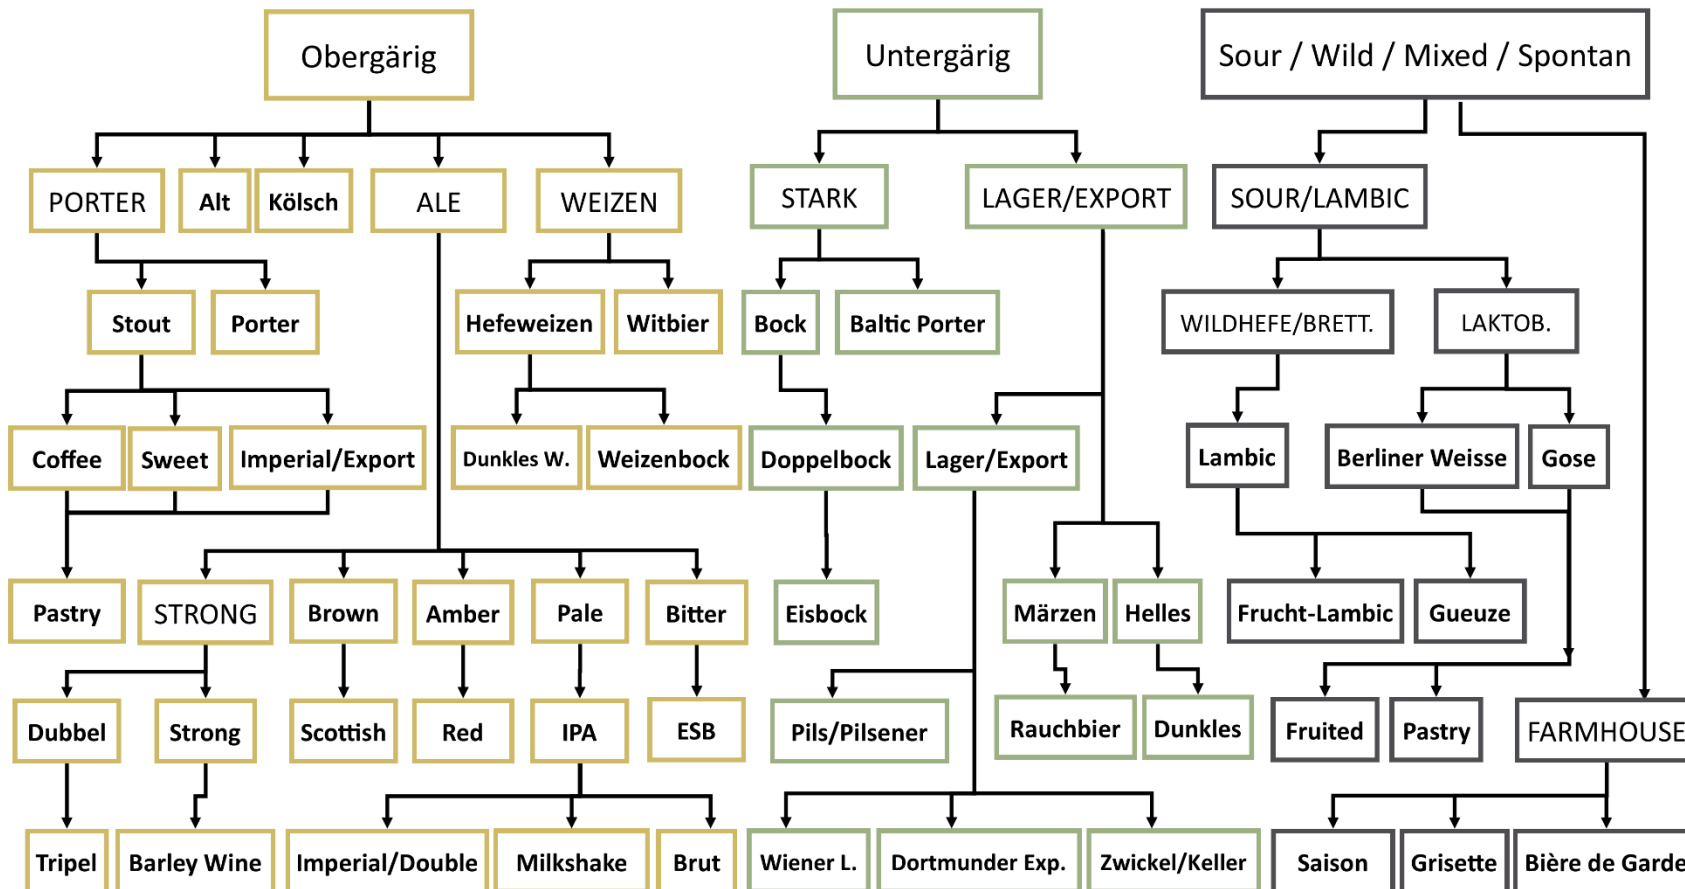 Obergärig
Untergärig
Sour / Wild / Mixed / Spontan
PORTER
Alt
Kölsch
ALE
WEIZEN
STARK
LAGER/EXPORT
SOUR/LAMBIC
Stout
Porter
Hefeweizen
Witbier
Bock
Baltic Porter
WILDHEFE/BRETT.
LAKTOB.
Coffee
Sweet
Imperial/Export
Dunkles W.
Weizenbock
Doppelbock
Lager/Export
Lambic
Berliner Weisse
Gose
Pastry
STRONG
Brown
Amber
Pale
Bitter
Eisbock
Märzen
Helles
Frucht-Lambic
Gueuze
Dubbel
Strong
Scottish
Red
IPA
ESB
Pils/Pilsener
Rauchbier
Dunkles
Fruited
Pastry
FARMHOUSE
Tripel
Barley Wine
Imperial/Double
Milkshake
Brut
Wiener L.
Dortmunder Exp.
Zwickel/Keller
Saison
Grisette
Bière de Garde